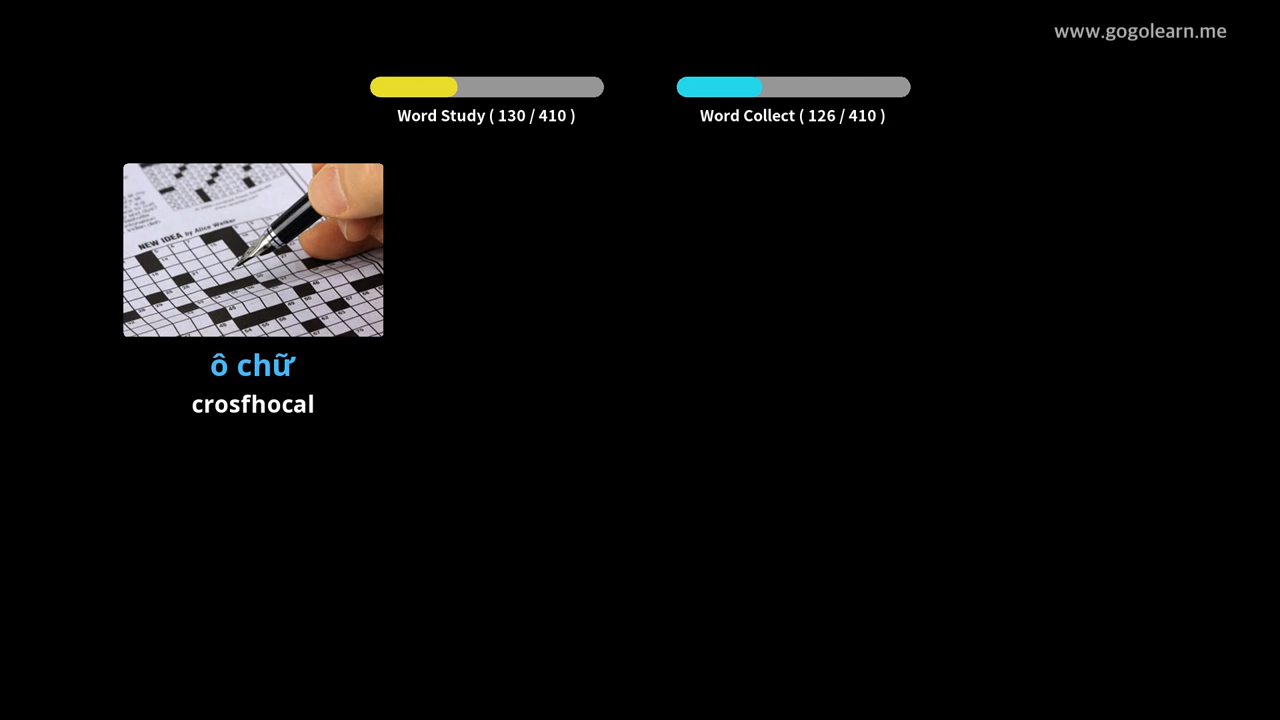 www.gogolearn.me
Word Study ( 130 / 410 )
Word Collect ( 126 / 410 )
NEW IDEA by Alice Walker
ô chữ
crosfhocal